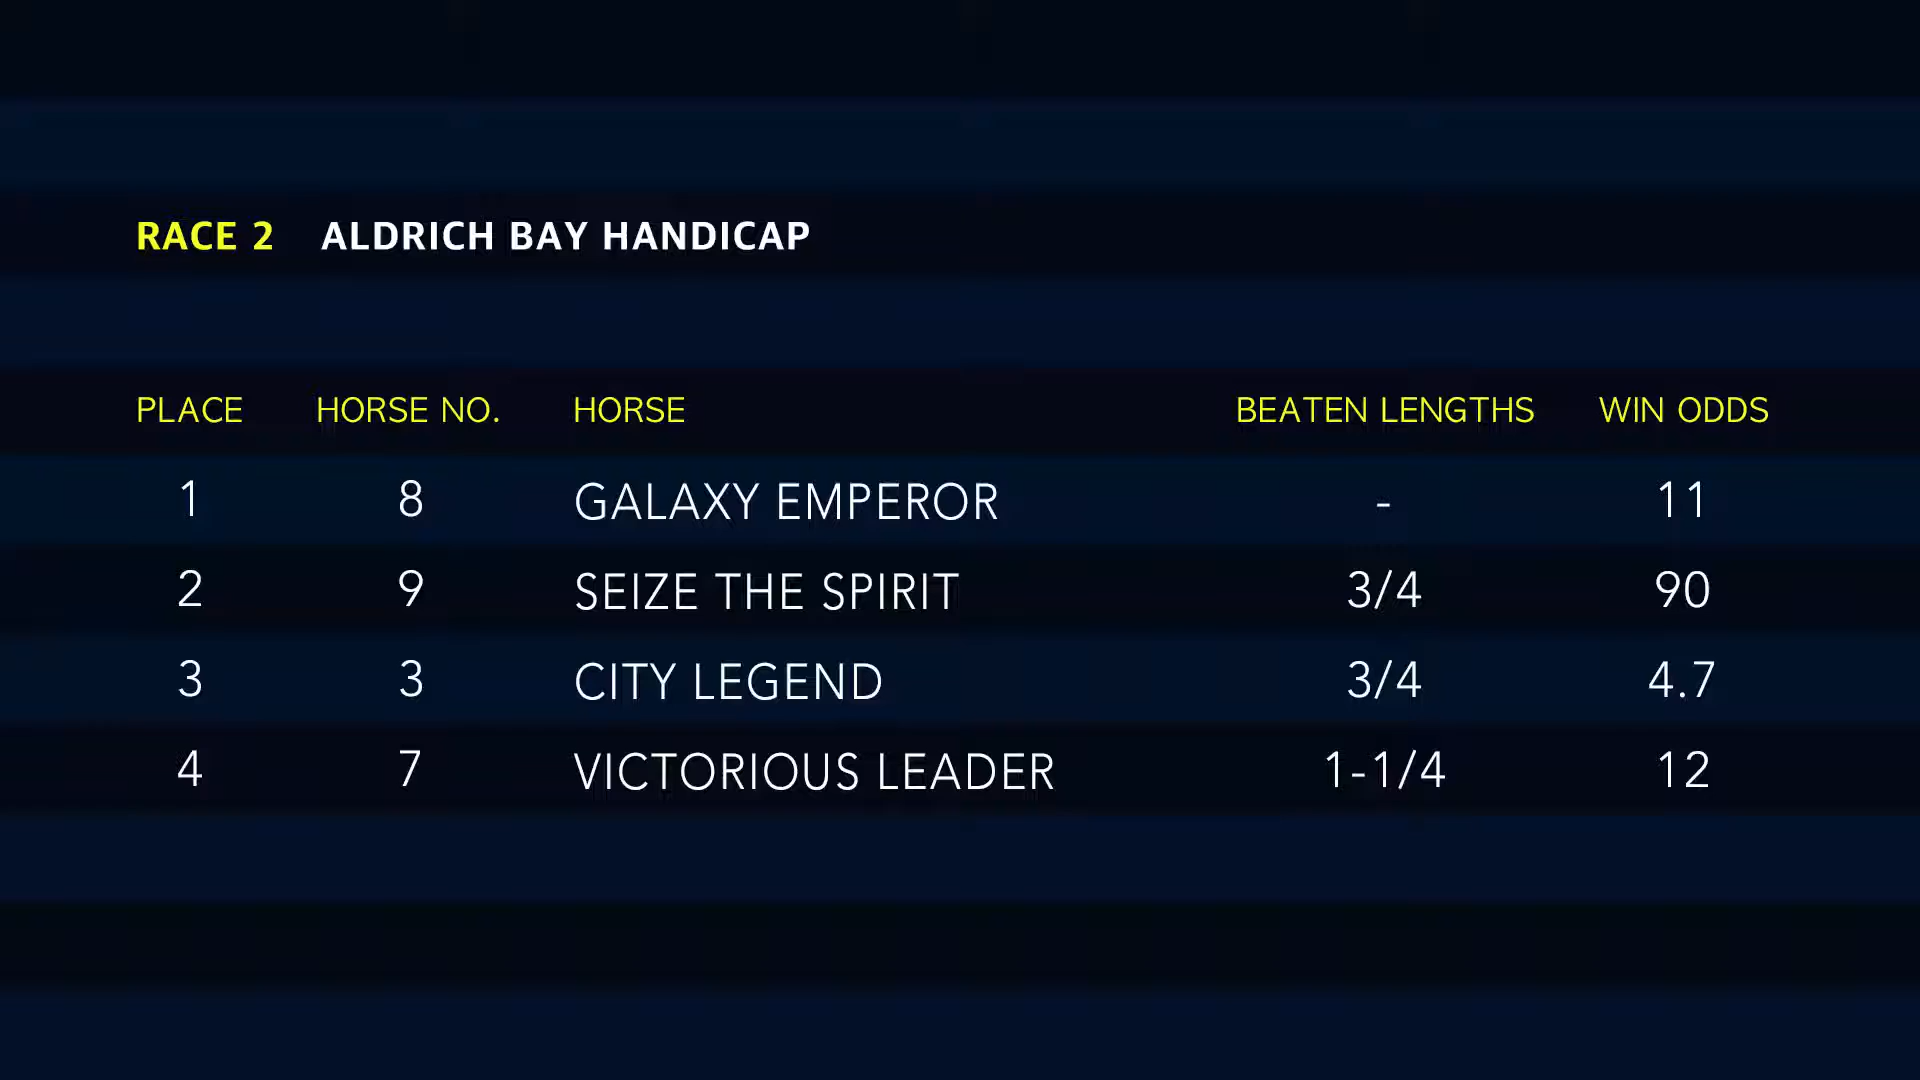 RACE 2 ALDRICH BAY HANDICAP
PLACE HORSE NO. HORSE BEATEN LENGTHS WIN ODDS
1 8 GALAXY EMPEROR - 11
2 9 SEIZE THE SPIRIT 3/4 90
3 3 CITY LEGEND 3/4 4.7
4 7 VICTORIOUS LEADER 1-1/4 12